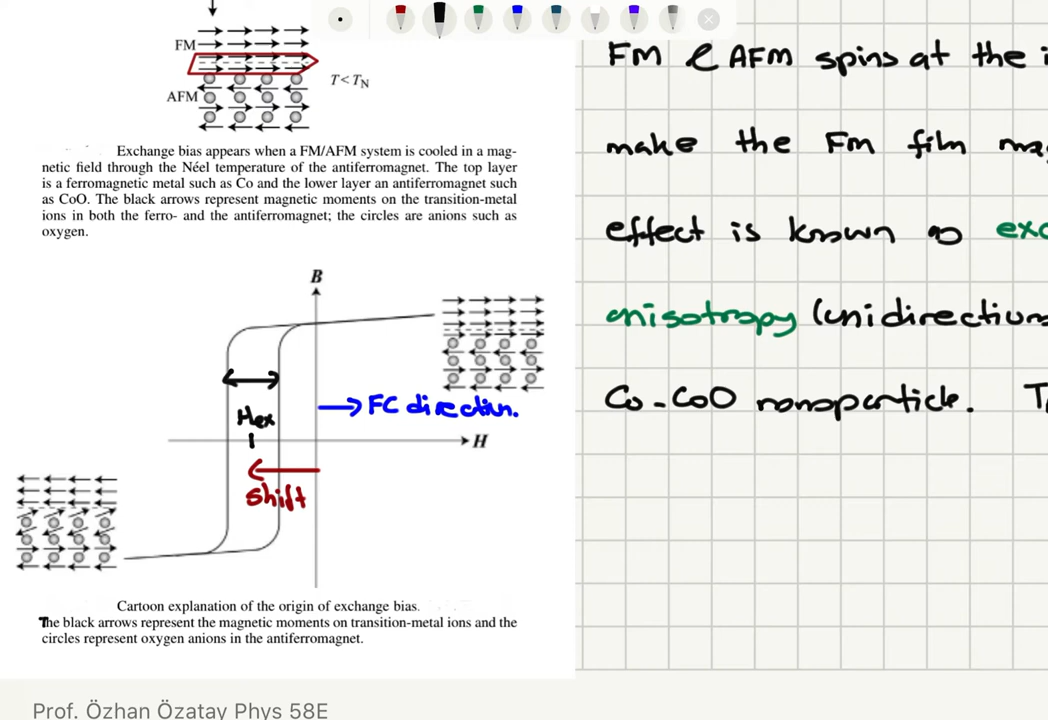 FM
T < TN
AFM
Exchange bias appears when a FM/AFM system is cooled in a mag-
netic field through the Néel temperature of the antiferromagnet. The top layer
is a ferromagnetic metal such as Co and the lower layer an antiferromagnet such
as CoO. The black arrows represent magnetic moments on the transition-metal
ions in both the ferro- and the antiferromagnet; the circles are anions such as
oxygen.
B
→ FC direction.
Hex
H
shift
Cartoon explanation of the origin of exchange bias.
The black arrows represent the magnetic moments on transition-metal ions and the
circles represent oxygen anions in the antiferromagnet.
FM & AFM spins at the i
make the FM film ma
effect is known as exc
anisotropy (unidirection
Co-CoO nanoparticle. T
Prof. Özhan Özatay Phys 58E